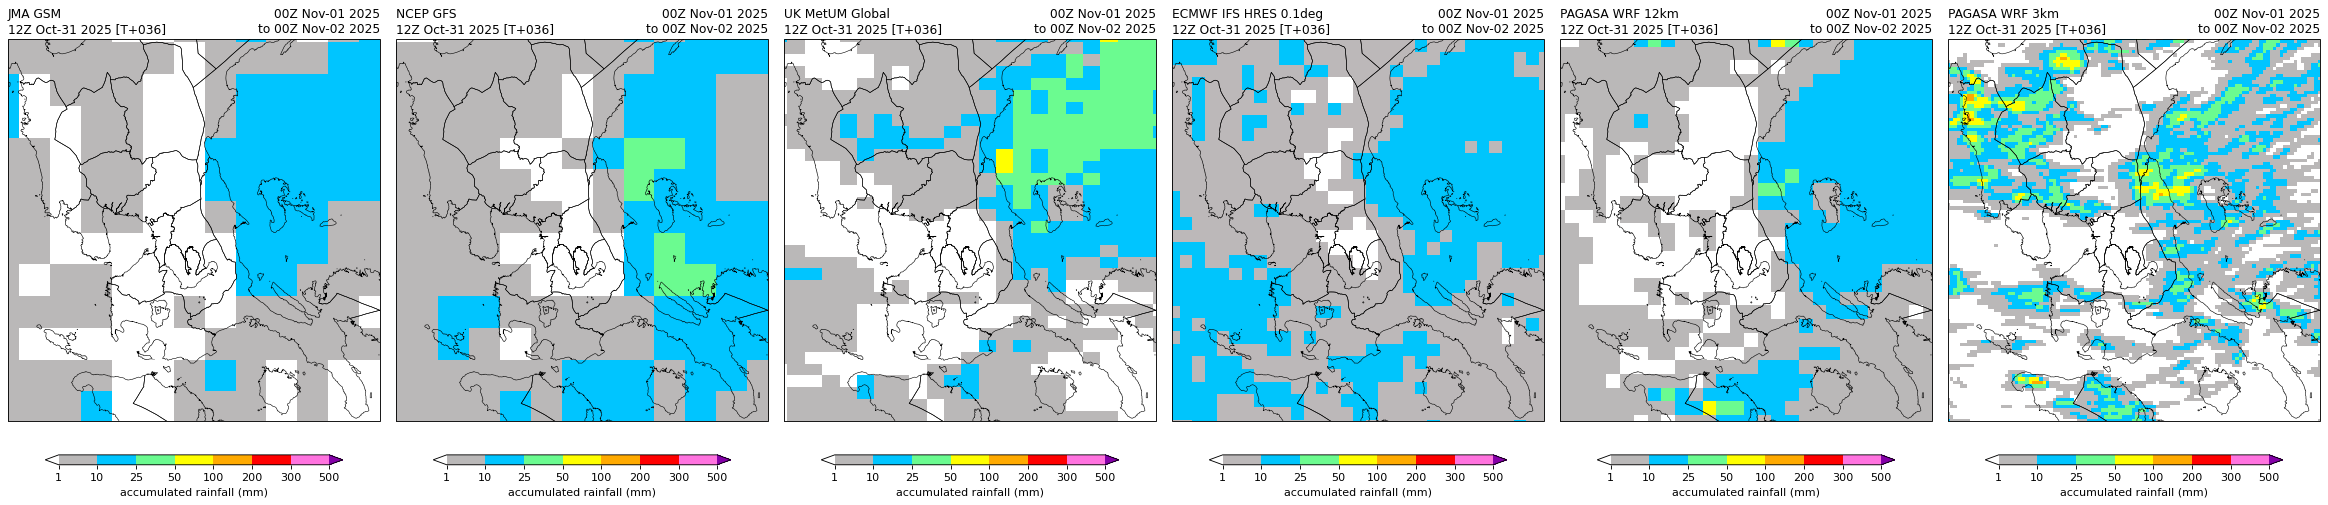 JMA GSM 00Z Nov-01 2025
12Z Oct-31 2025 [T+036] to 00Z Nov-02 2025
1 10 25 50 100 200 300 500
accumulated rainfall (mm)
NCEP GFS 00Z Nov-01 2025
12Z Oct-31 2025 [T+036] to 00Z Nov-02 2025
1 10 25 50 100 200 300 500
accumulated rainfall (mm)
UK MetUM Global 00Z Nov-01 2025
12Z Oct-31 2025 [T+036] to 00Z Nov-02 2025
1 10 25 50 100 200 300 500
accumulated rainfall (mm)
ECMWF IFS HRES 0.1deg 00Z Nov-01 2025
12Z Oct-31 2025 [T+036] to 00Z Nov-02 2025
1 10 25 50 100 200 300 500
accumulated rainfall (mm)
PAGASA WRF 12km 00Z Nov-01 2025
12Z Oct-31 2025 [T+036] to 00Z Nov-02 2025
1 10 25 50 100 200 300 500
accumulated rainfall (mm)
PAGASA WRF 3km 00Z Nov-01 2025
12Z Oct-31 2025 [T+036] to 00Z Nov-02 2025
1 10 25 50 100 200 300 500
accumulated rainfall (mm)